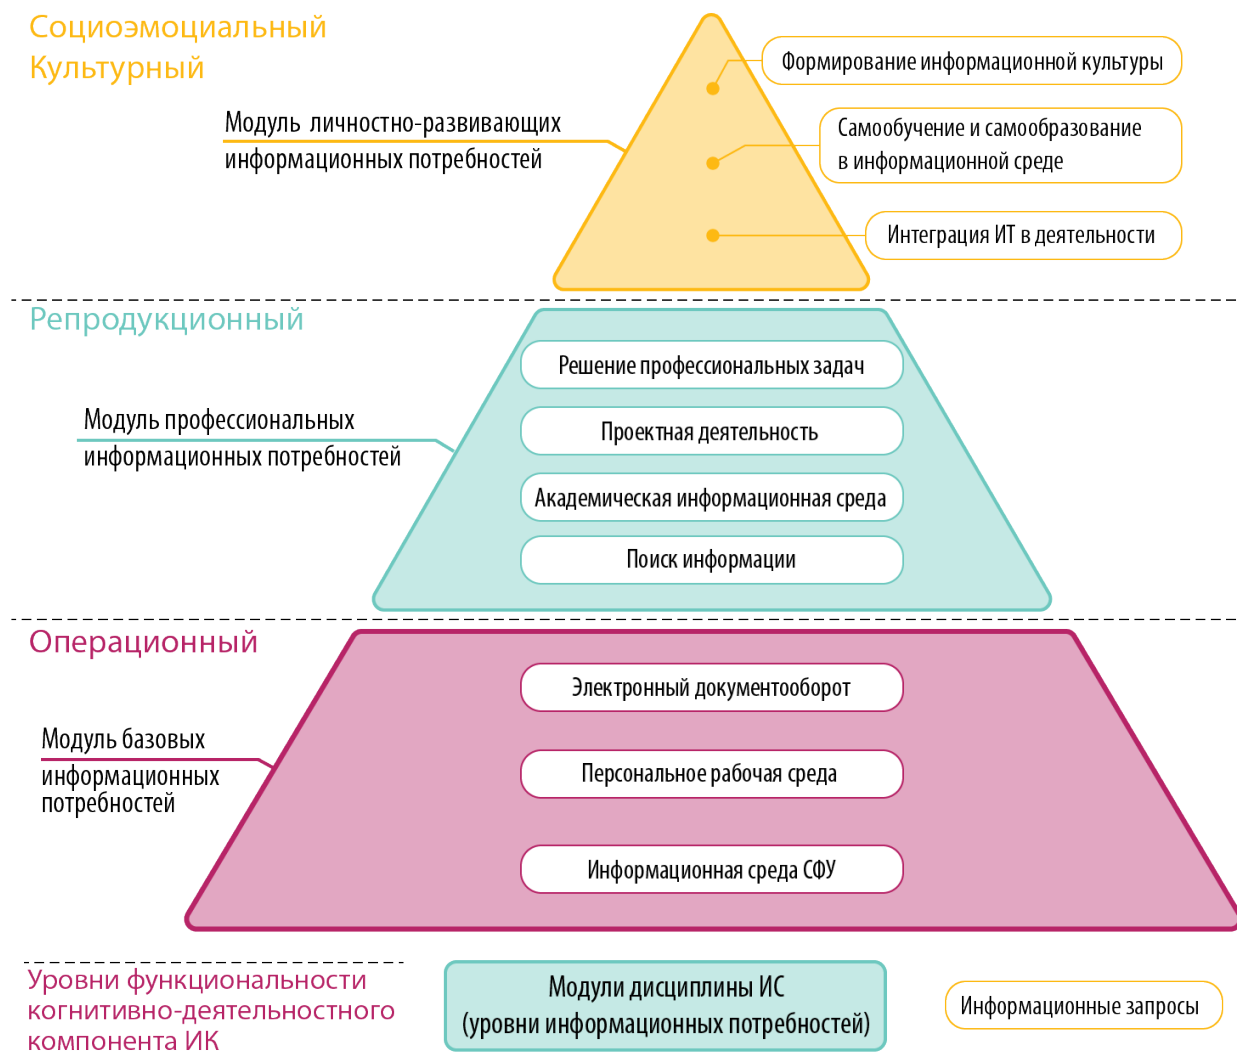 Социоэмоциальный
Культурный
Формирование информационной культуры
Модуль личностно-развивающих
информационных потребностей
Самообучение и самообразование
в информационной среде
Интеграция ИТ в деятельности
Репродукционный
Решение профессиональных задач
Модуль профессиональных
информационных потребностей
Проектная деятельность
Академическая информационная среда
Поиск информации
Операционный
Электронный документооборот
Модуль базовых
информационных
потребностей
Персональное рабочая среда
Информационная среда СФУ
Уровни функциональности
когнитивно-деятельностного
компонента ИК
Модули дисциплины ИС
(уровни информационных потребностей)
Информационные запросы